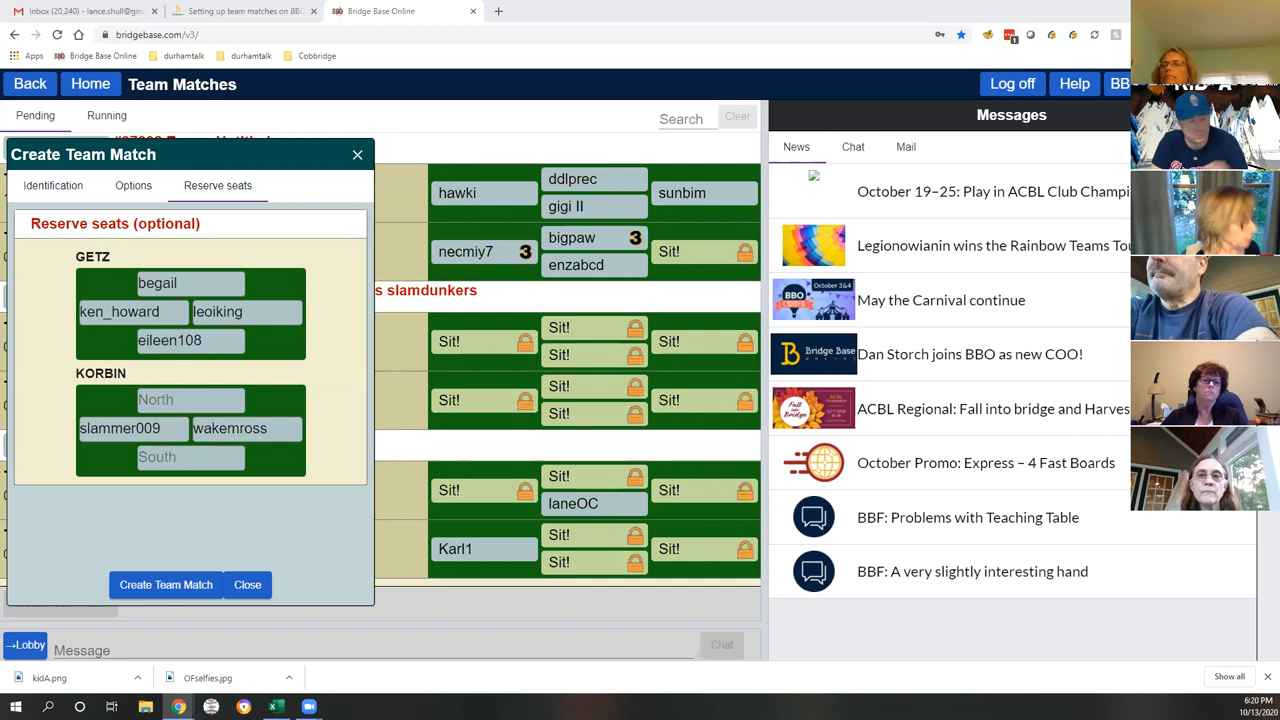 Inbox (20,240) - lance.shull@gm
Setting up team matches on BBO
Bridge Base Online
bridgebase.com/v3/
Apps Bridge Base Online durhamtalk durhamtalk Cobbridge
Back Home Team Matches Log off Help BB
Pending Running Search Clear
Messages
News Chat Mail
Create Team Match
Identification Options Reserve seats
Reserve seats (optional)
GETZ
begail
ken_howard leoiking
eileen108
KORBIN
North
slammer009 wakemross
South
Create Team Match Close
hawki ddlprec sunbim
gigi II
necmiy7 3 bigpaw 3 Sit!
enzabcd
s slamdunkers
Sit! Sit! Sit!
Sit!
Sit! Sit! Sit!
Sit!
Sit! Sit! Sit!
laneOC
Karl1 Sit! Sit!
Sit!
October 19–25: Play in ACBL Club Champi
Legionowianin wins the Rainbow Teams Tou
October 3&4
May the Carnival continue
Bridge Base
Dan Storch joins BBO as new COO!
ACBL Regional: Fall into bridge and Harves
October Promo: Express – 4 Fast Boards
BBF: Problems with Teaching Table
BBF: A very slightly interesting hand
→Lobby Message Chat
kidA.png OFselfies.jpg Show all
6:20 PM
10/13/2020